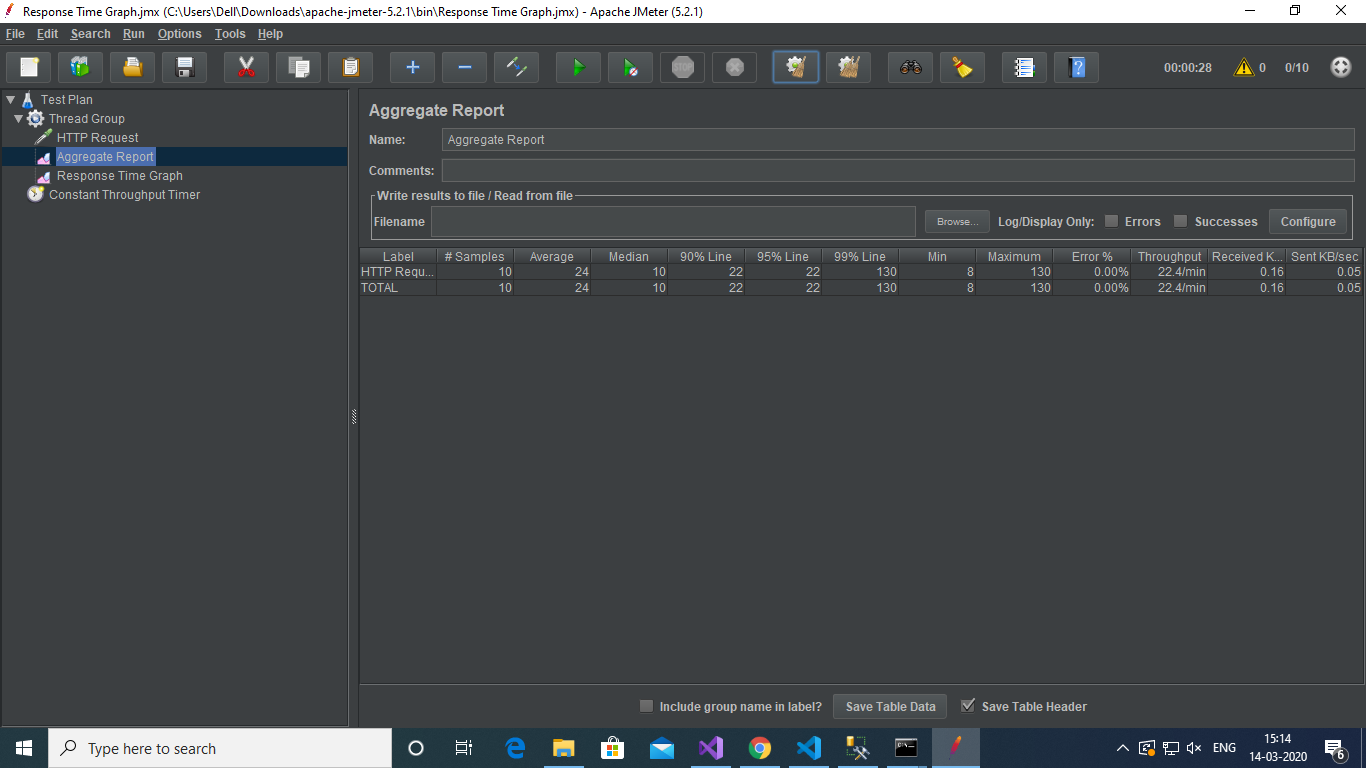 Response Time Graph.jmx (C:\Users\Dell\Downloads\apache-jmeter-5.2.1\bin\Response Time Graph.jmx) - Apache JMeter (5.2.1)
File Edit Search Run Options Tools Help
STOP 00:00:28 0 0/10
Test Plan
Thread Group
HTTP Request
Aggregate Report
Response Time Graph
Constant Throughput Timer
Aggregate Report
Name: Aggregate Report
Comments:
Write results to file / Read from file
Filename Browse... Log/Display Only: Errors Successes Configure
Label # Samples Average Median 90% Line 95% Line 99% Line Min Maximum Error % Throughput Received K... Sent KB/sec
HTTP Requ... 10 24 10 22 22 130 8 130 0.00% 22.4/min 0.16 0.05
TOTAL 10 24 10 22 22 130 8 130 0.00% 22.4/min 0.16 0.05
Include group name in label? Save Table Data Save Table Header
Type here to search
ENG 15:14
14-03-2020
6